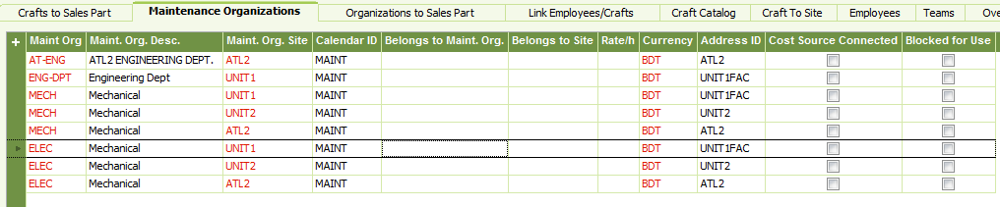 Crafts to Sales Part Maintenance Organizations Organizations to Sales Part Link Employees/Crafts Craft Catalog Craft To Site Employees Teams Ove
+ Maint Org Maint. Org. Desc. Maint. Org. Site Calendar ID Belongs to Maint. Org. Belongs to Site Rate/h Currency Address ID Cost Source Connected Blocked for Use
AT-ENG ATL2 ENGINEERING DEPT. ATL2 MAINT BDT ATL2
ENG-DPT Engineering Dept UNIT1 MAINT BDT UNIT1FAC
MECH Mechanical UNIT1 MAINT BDT UNIT1FAC
MECH Mechanical UNIT2 MAINT BDT UNIT2
MECH Mechanical ATL2 MAINT BDT ATL2
ELEC Mechanical UNIT1 MAINT BDT UNIT1FAC
ELEC Mechanical UNIT2 MAINT BDT UNIT2
ELEC Mechanical ATL2 MAINT BDT ATL2